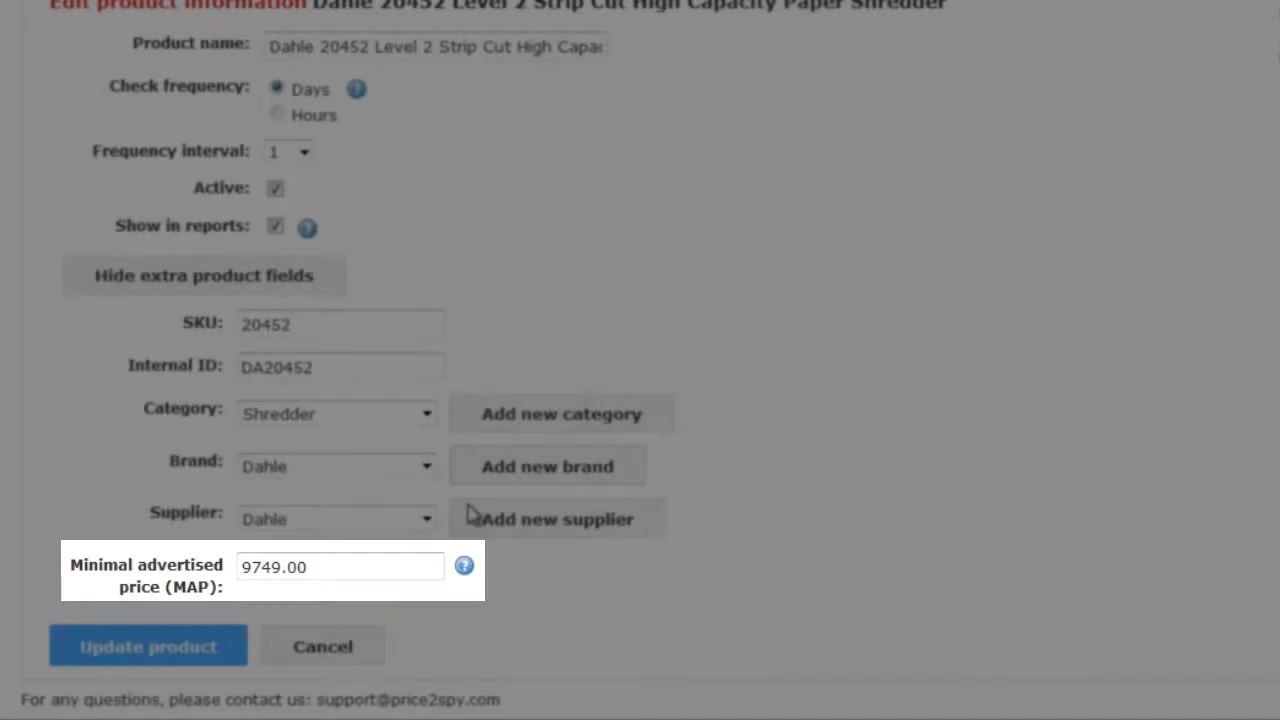 Edit product information Dahle 20452 Level 2 Strip Cut High Capacity Paper Shredder
Product name: Dahle 20452 Level 2 Strip Cut High Capac
Check frequency: Days ?
Hours
Frequency interval: 1
Active:
Show in reports: ?
Hide extra product fields
SKU: 20452
Internal ID: DA20452
Category: Shredder Add new category
Brand: Dahle Add new brand
Supplier: Dahle Add new supplier
Minimal advertised 9749.00 ?
price (MAP):
Update product Cancel
For any questions, please contact us: support@price2spy.com